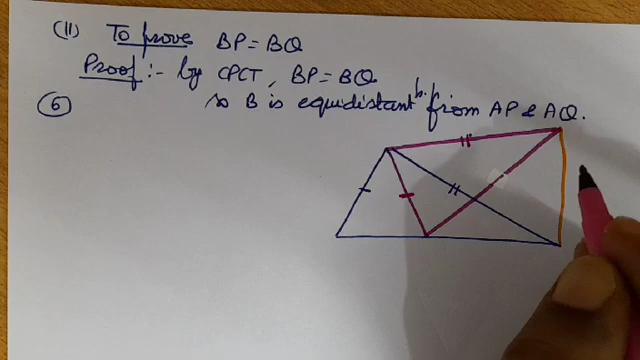 (ii) To prove BP = BQ
Proof :- by CPCT, BP = BQ
so B is equidistant from AP & AQ.
(6)